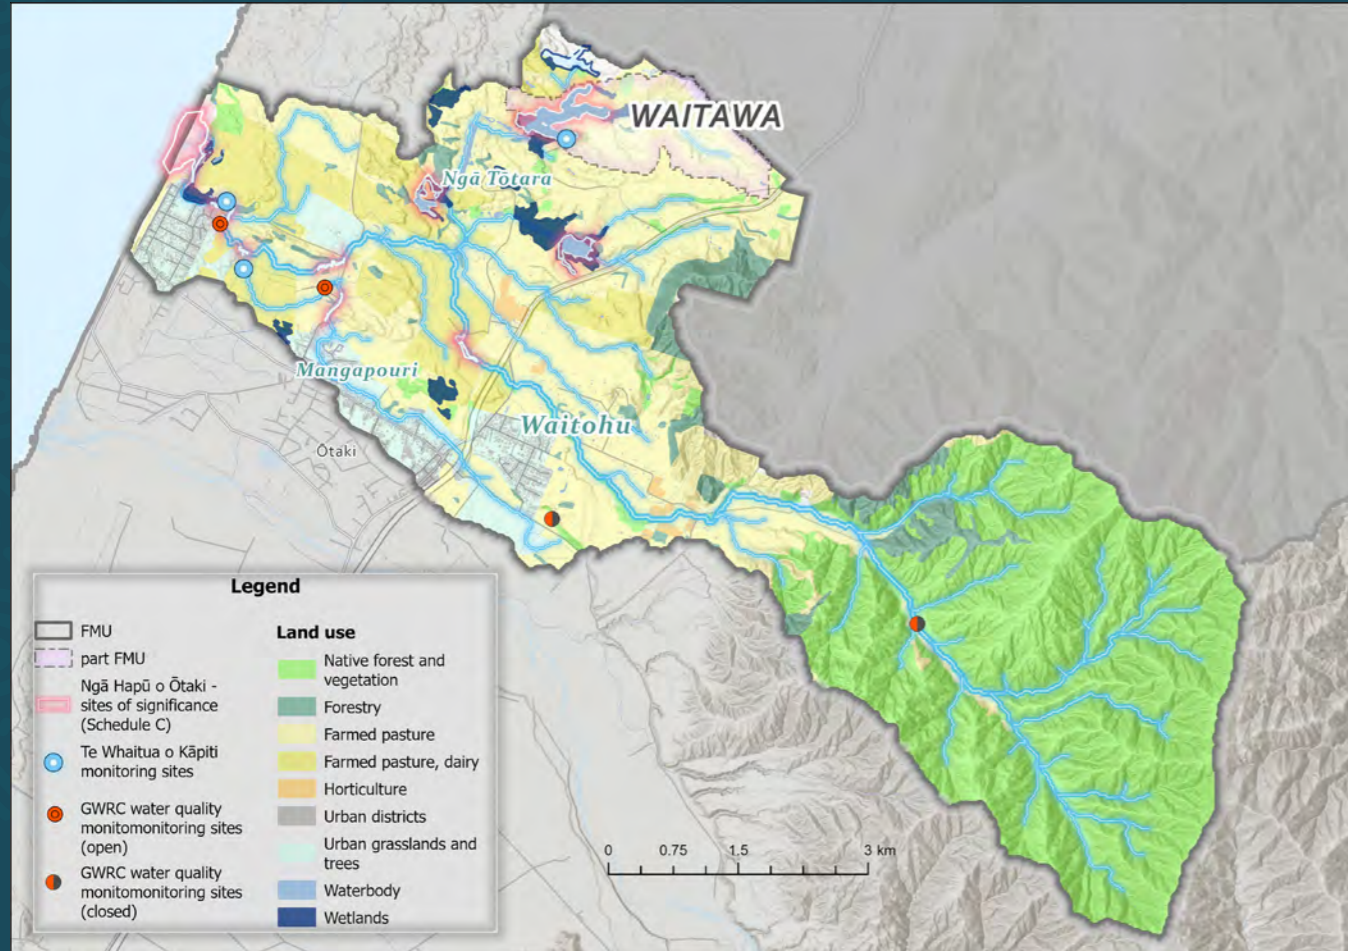 WAITAWA
Ngā Tōtara
Mangapouri
Waitohu
Ōtaki
Legend
FMU
part FMU
Ngā Hapū o Ōtaki -
sites of significance
(Schedule C)
Te Whaitua o Kāpiti
monitoring sites
GWRC water quality
monitomonitoring sites
(open)
GWRC water quality
monitomonitoring sites
(closed)
Land use
Native forest and
vegetation
Forestry
Farmed pasture
Farmed pasture, dairy
Horticulture
Urban districts
Urban grasslands and
trees
Waterbody
Wetlands
0 0.75 1.5 3 km